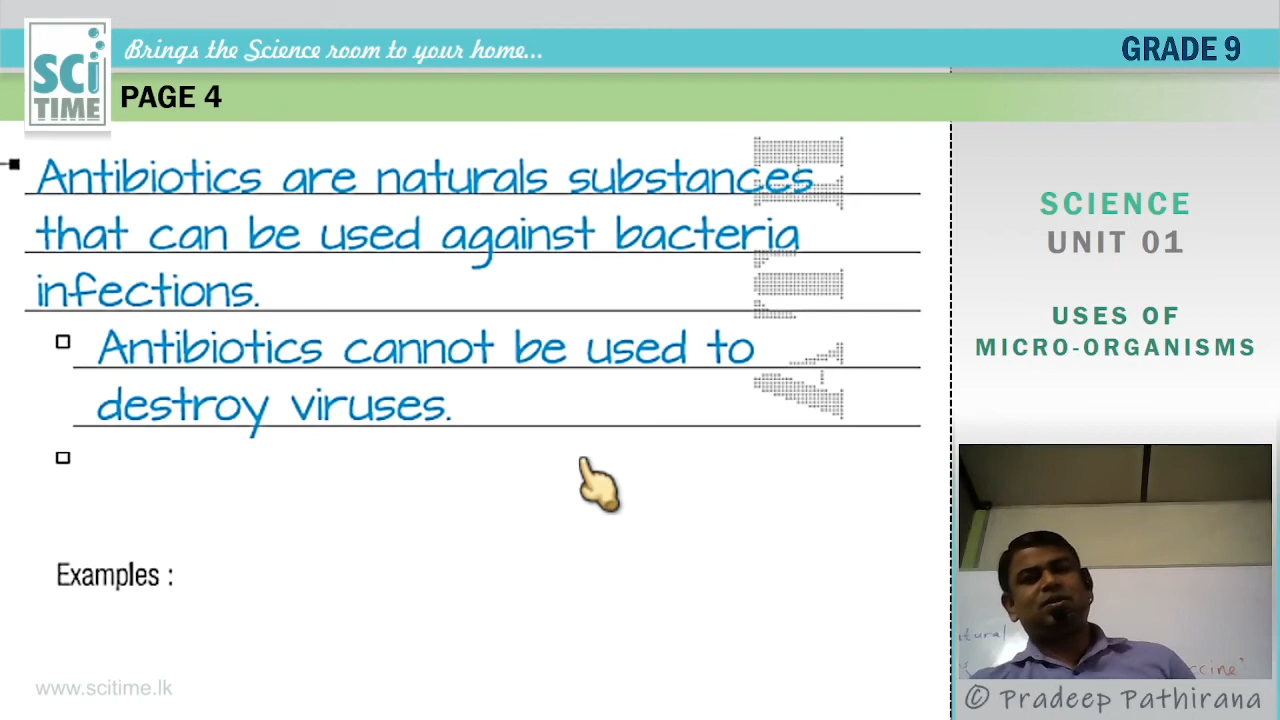 Brings the Science room to your home...
GRADE 9
SCi
TIME
PAGE 4
Antibiotics are naturals substances
that can be used against bacteria
infections.
Antibiotics cannot be used to
destroy viruses.
Examples :
www.scitime.lk
SCIENCE
UNIT 01
USES OF
MICRO-ORGANISMS
© Pradeep Pathirana